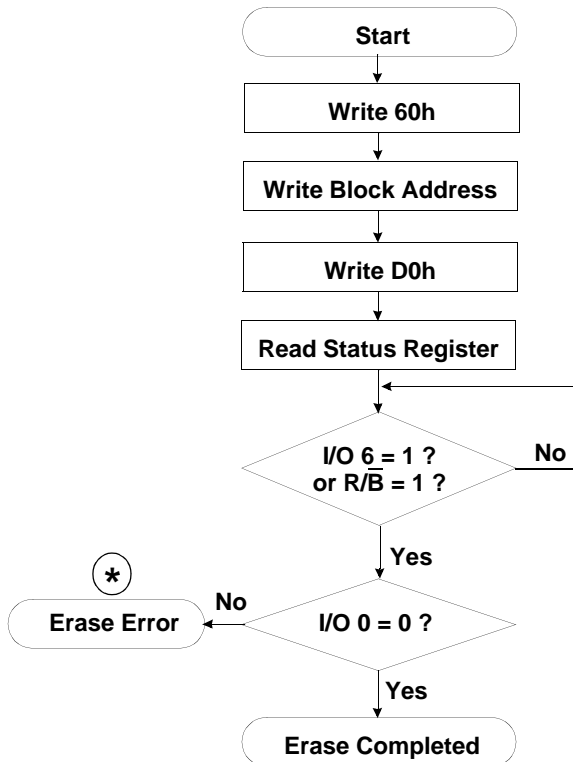 Start
Write 60h
Write Block Address
Write D0h
Read Status Register
I/O 6 = 1 ?
or R/B̅ = 1 ?
No
Yes
*
No
Erase Error
I/O 0 = 0 ?
Yes
Erase Completed